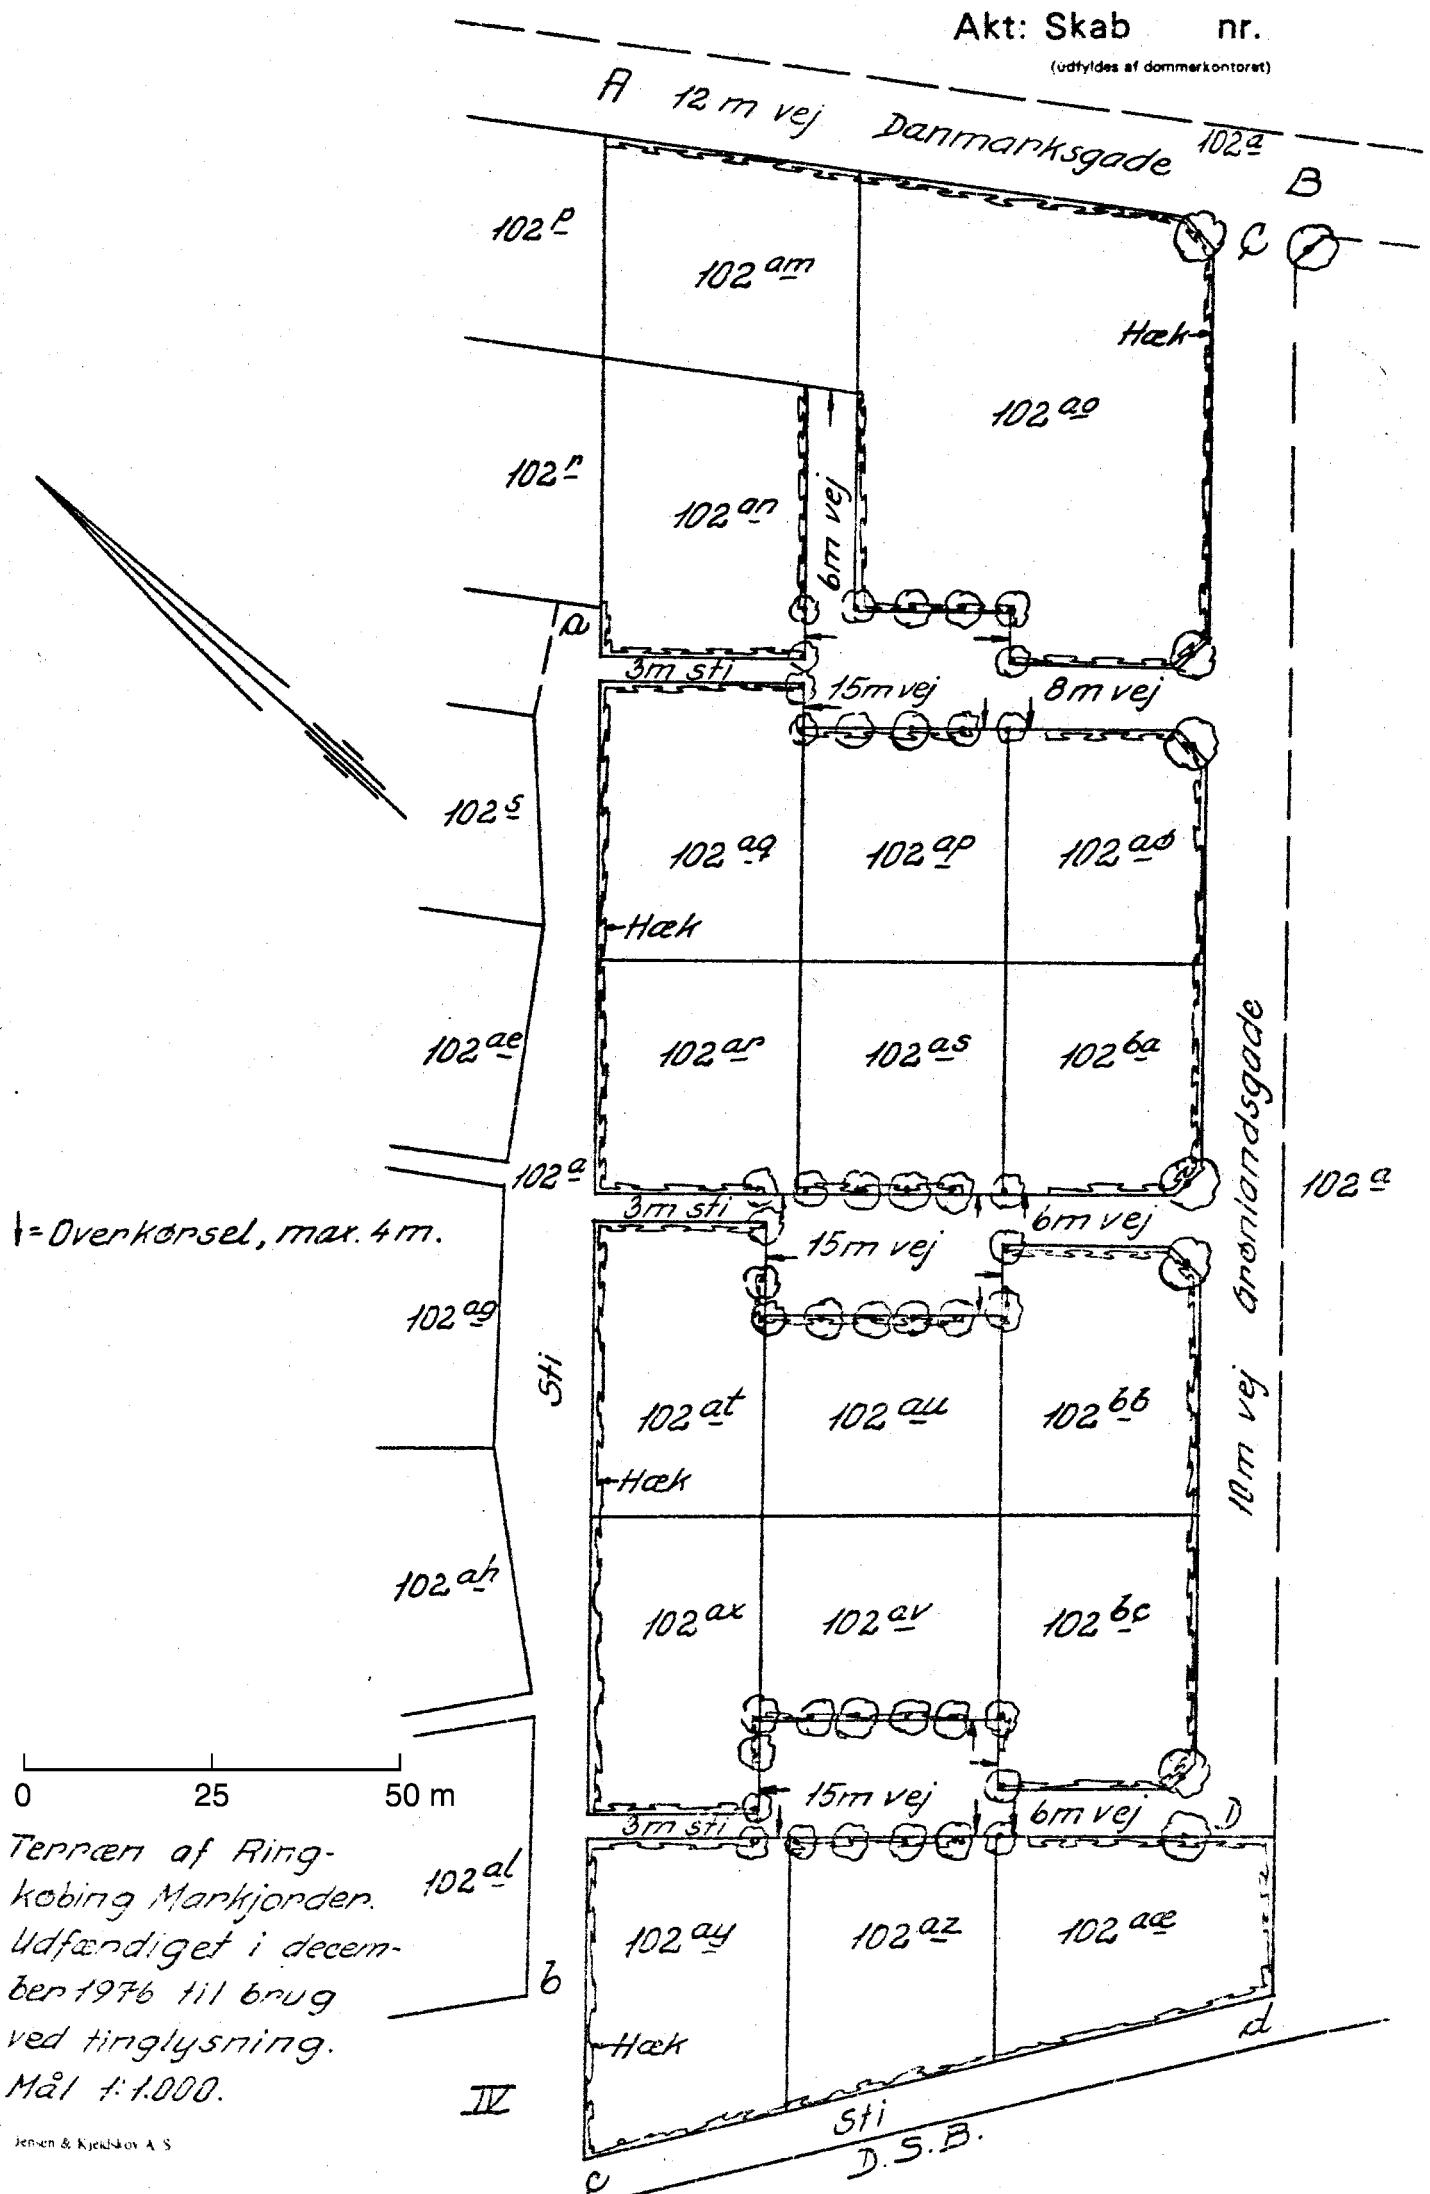 Akt: Skab nr.
(udfyldes af dommerkontoret)
A 12 m vej Danmarksgade 102a
B
102p
102am
C
Hæk
102ao
102r
102an
6m vej
a
3m sti
15m vej
8m vej
102s
102aq
102ap
102aø
Hæk
102ae
102ar
102as
102ba
102a
3m sti
15m vej
6m vej
102a
= Overkørsel, max. 4m.
102ag
Sti
102at
102au
102bb
10m vej Grønlandsgade
Hæk
102ah
102ax
102av
102bc
0 25 50 m
15m vej
6m vej
D
3m sti
Terræn af Ring-
købing Markjorder.
Udfærdiget i decem-
ber 1976 til brug
ved tinglysning.
Mål 1:1.000.
102al
102ay
102az
102aæ
b
Hæk
d
IV
Sti
D.S.B.
c
Jensen & Kjeldskov A/S